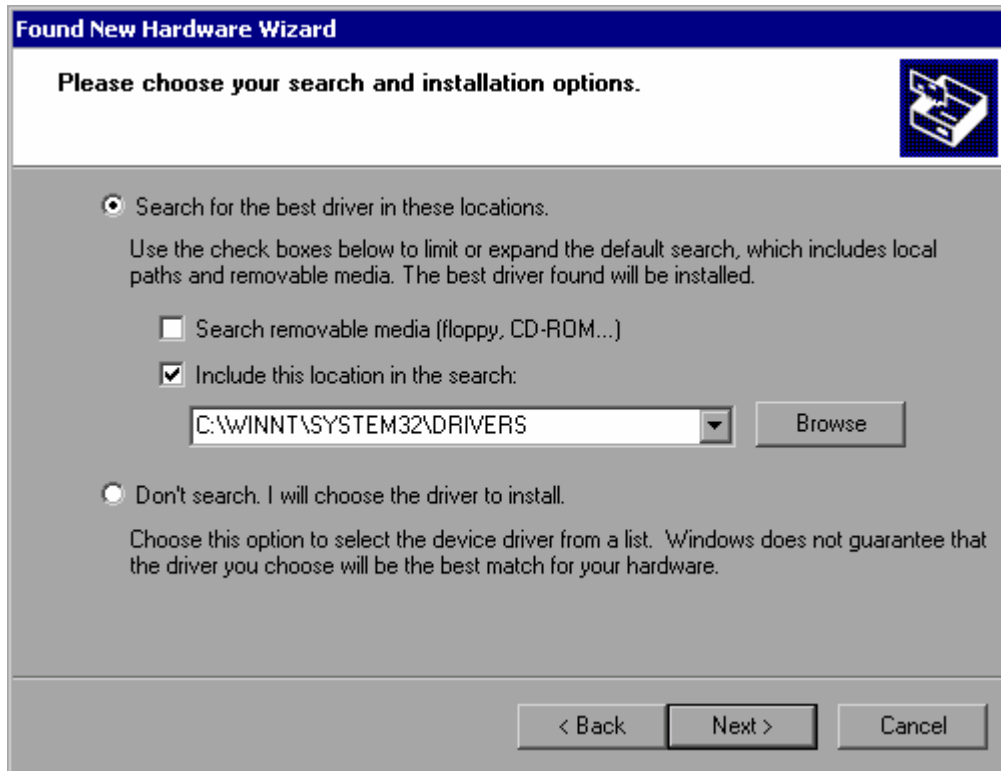 Found New Hardware Wizard
Please choose your search and installation options.
Search for the best driver in these locations.
Use the check boxes below to limit or expand the default search, which includes local
paths and removable media. The best driver found will be installed.
Search removable media (floppy, CD-ROM...)
Include this location in the search:
C:\WINNT\SYSTEM32\DRIVERS
Browse
Don't search. I will choose the driver to install.
Choose this option to select the device driver from a list.  Windows does not guarantee that
the driver you choose will be the best match for your hardware.
< Back
Next >
Cancel